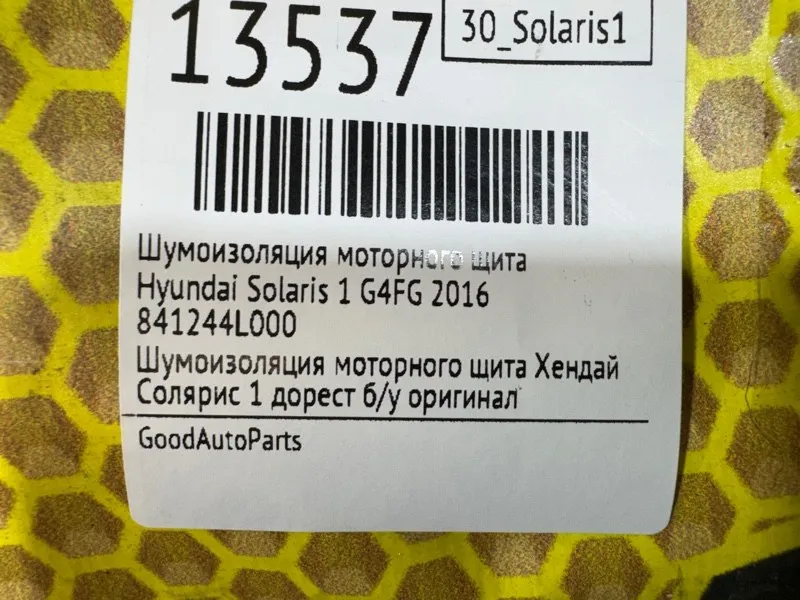 13537
30_Solaris1
Шумоизоляция моторного щита
Hyundai Solaris 1 G4FG 2016
841244L000
Шумоизоляция моторного щита Хендай
Солярис 1 дорест б/у оригинал
GoodAutoParts